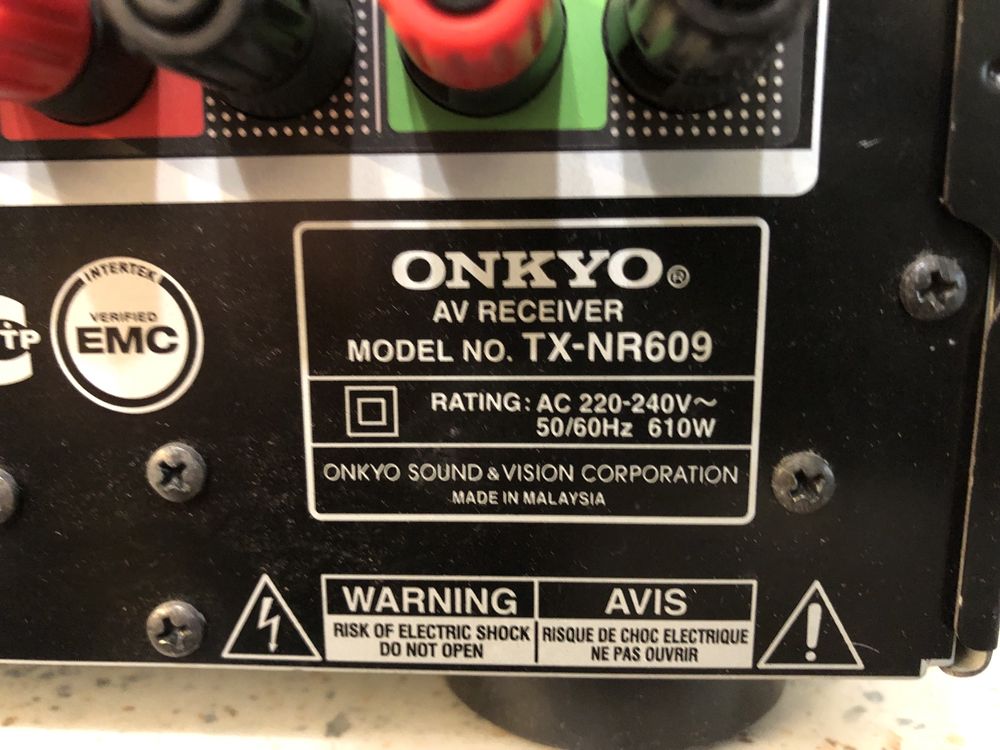 ONKYO®
AV RECEIVER
MODEL NO. TX-NR609
RATING: AC 220-240V~
50/60Hz 610W
ONKYO SOUND & VISION CORPORATION
MADE IN MALAYSIA
INTERTEK
VERIFIED
EMC
TP
WARNING
RISK OF ELECTRIC SHOCK
DO NOT OPEN
AVIS
RISQUE DE CHOC ELECTRIQUE
NE PAS OUVRIR